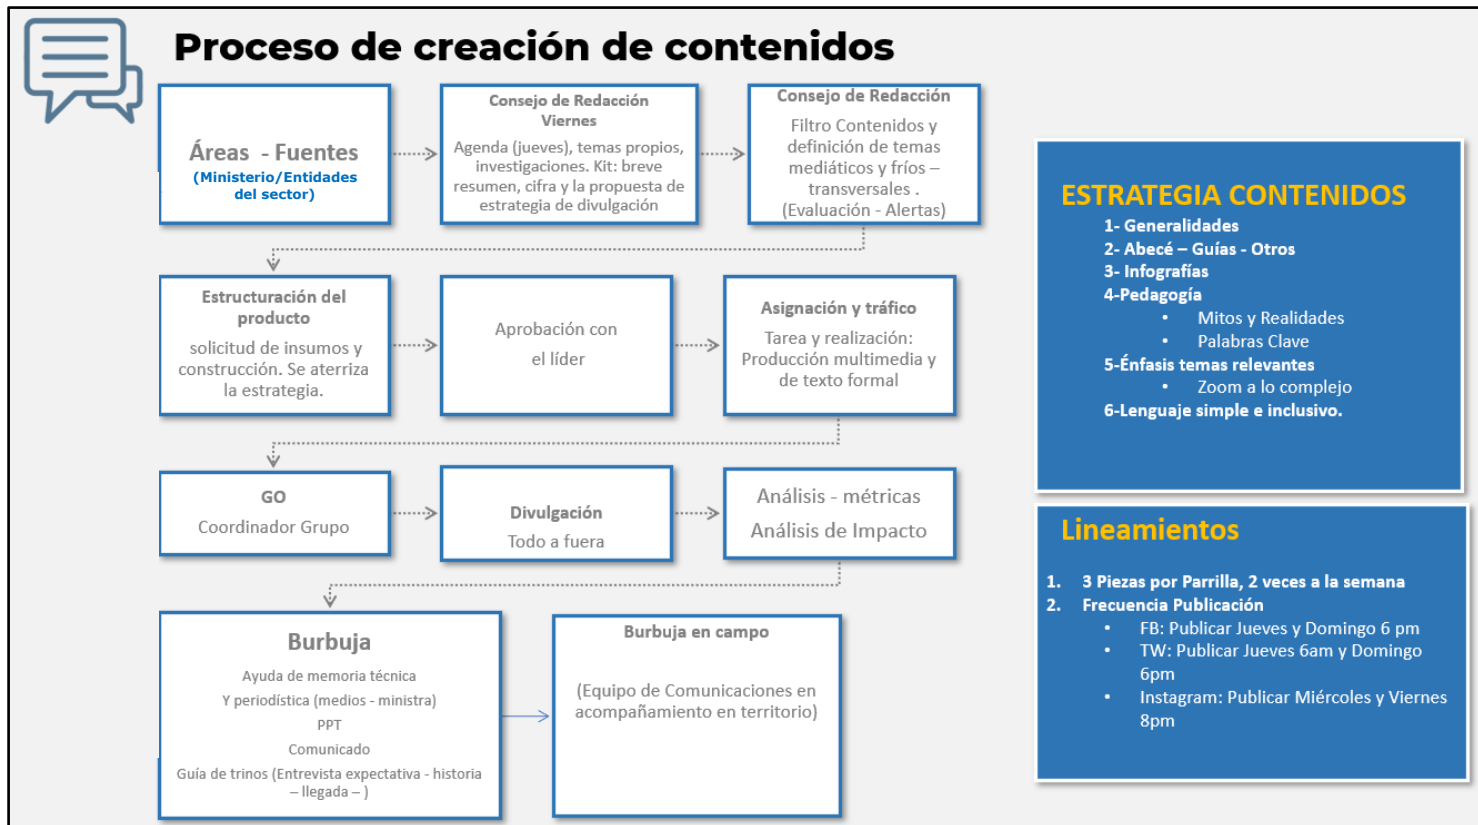 Proceso de creación de contenidos
Áreas - Fuentes
(Ministerio/Entidades
del sector)
Consejo de Redacción
Viernes
Agenda (jueves), temas propios,
investigaciones. Kit: breve
resumen, cifra y la propuesta de
estrategia de divulgación
Consejo de Redacción
Filtro Contenidos y
definición de temas
mediáticos y fríos –
transversales .
(Evaluación - Alertas)
Estructuración del
producto
solicitud de insumos y
construcción. Se aterriza
la estrategia.
Aprobación con
el líder
Asignación y tráfico
Tarea y realización:
Producción multimedia y
de texto formal
GO
Coordinador Grupo
Divulgación
Todo a fuera
Análisis - métricas
Análisis de Impacto
Burbuja
Ayuda de memoria técnica
Y periodística (medios - ministra)
PPT
Comunicado
Guía de trinos (Entrevista expectativa - historia
– llegada – )
Burbuja en campo
(Equipo de Comunicaciones en
acompañamiento en territorio)
ESTRATEGIA CONTENIDOS
1- Generalidades
2- Abecé – Guías - Otros
3- Infografías
4-Pedagogía
• Mitos y Realidades
• Palabras Clave
5-Énfasis temas relevantes
• Zoom a lo complejo
6-Lenguaje simple e inclusivo.
Lineamientos
1. 3 Piezas por Parrilla, 2 veces a la semana
2. Frecuencia Publicación
• FB: Publicar Jueves y Domingo 6 pm
• TW: Publicar Jueves 6am y Domingo
6pm
• Instagram: Publicar Miércoles y Viernes
8pm